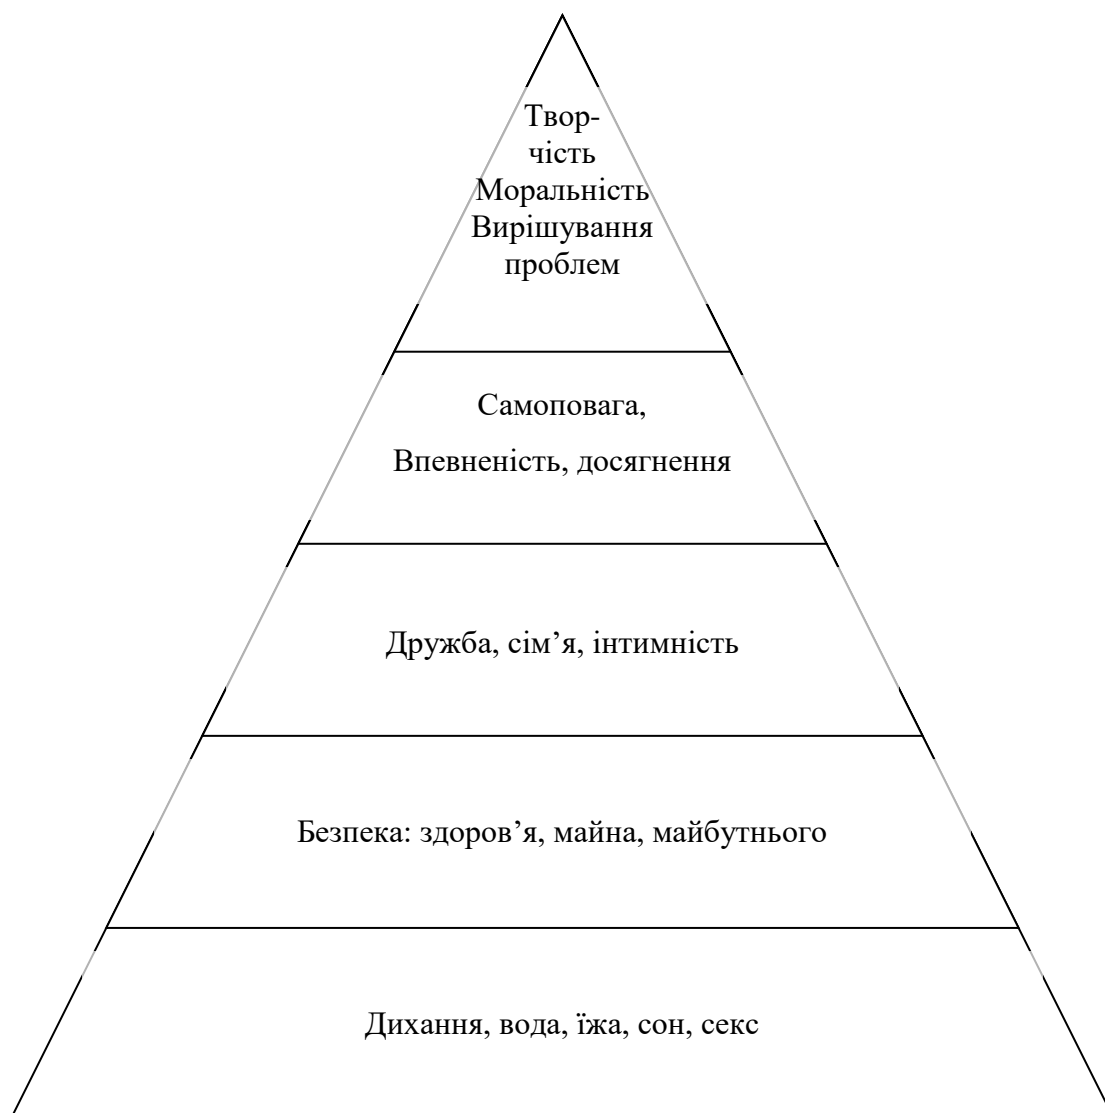 Твор-
чість
Моральність
Вирішування
проблем
Самоповага,
Впевненість, досягнення
Дружба, сім’я, інтимність
Безпека: здоров’я, майна, майбутнього
Дихання, вода, їжа, сон, секс